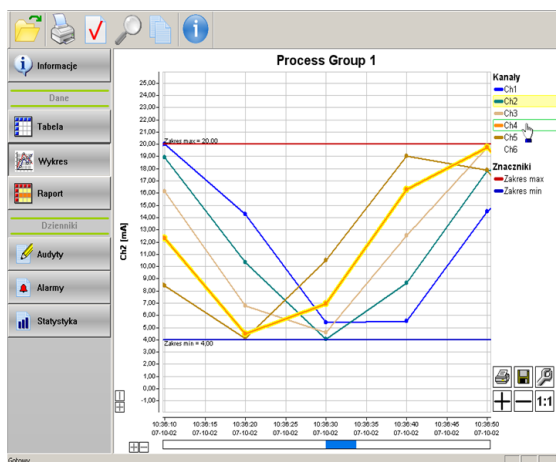 Process Group 1
Informacje
Dane
Tabela
Wykres
Raport
Dzienniki
Audyty
Alarmy
Statystyka
Ch2 [mA]
25,00
24,00
23,00
22,00
21,00
20,00
19,00
18,00
17,00
16,00
15,00
14,00
13,00
12,00
11,00
10,00
9,00
8,00
7,00
6,00
5,00
4,00
3,00
2,00
1,00
0,00
-1,00
Zakres max = 20,00
Zakres min = 4,00
10:36:10 10:36:15 10:36:20 10:36:25 10:36:30 10:36:35 10:36:40 10:36:45 10:36:50
07-10-02 07-10-02 07-10-02 07-10-02 07-10-02 07-10-02 07-10-02 07-10-02 07-10-02
Kanały
Ch1
Ch2
Ch3
Ch4
Ch5
Ch6
Znaczniki
Zakres max
Zakres min
1:1
Gotowy